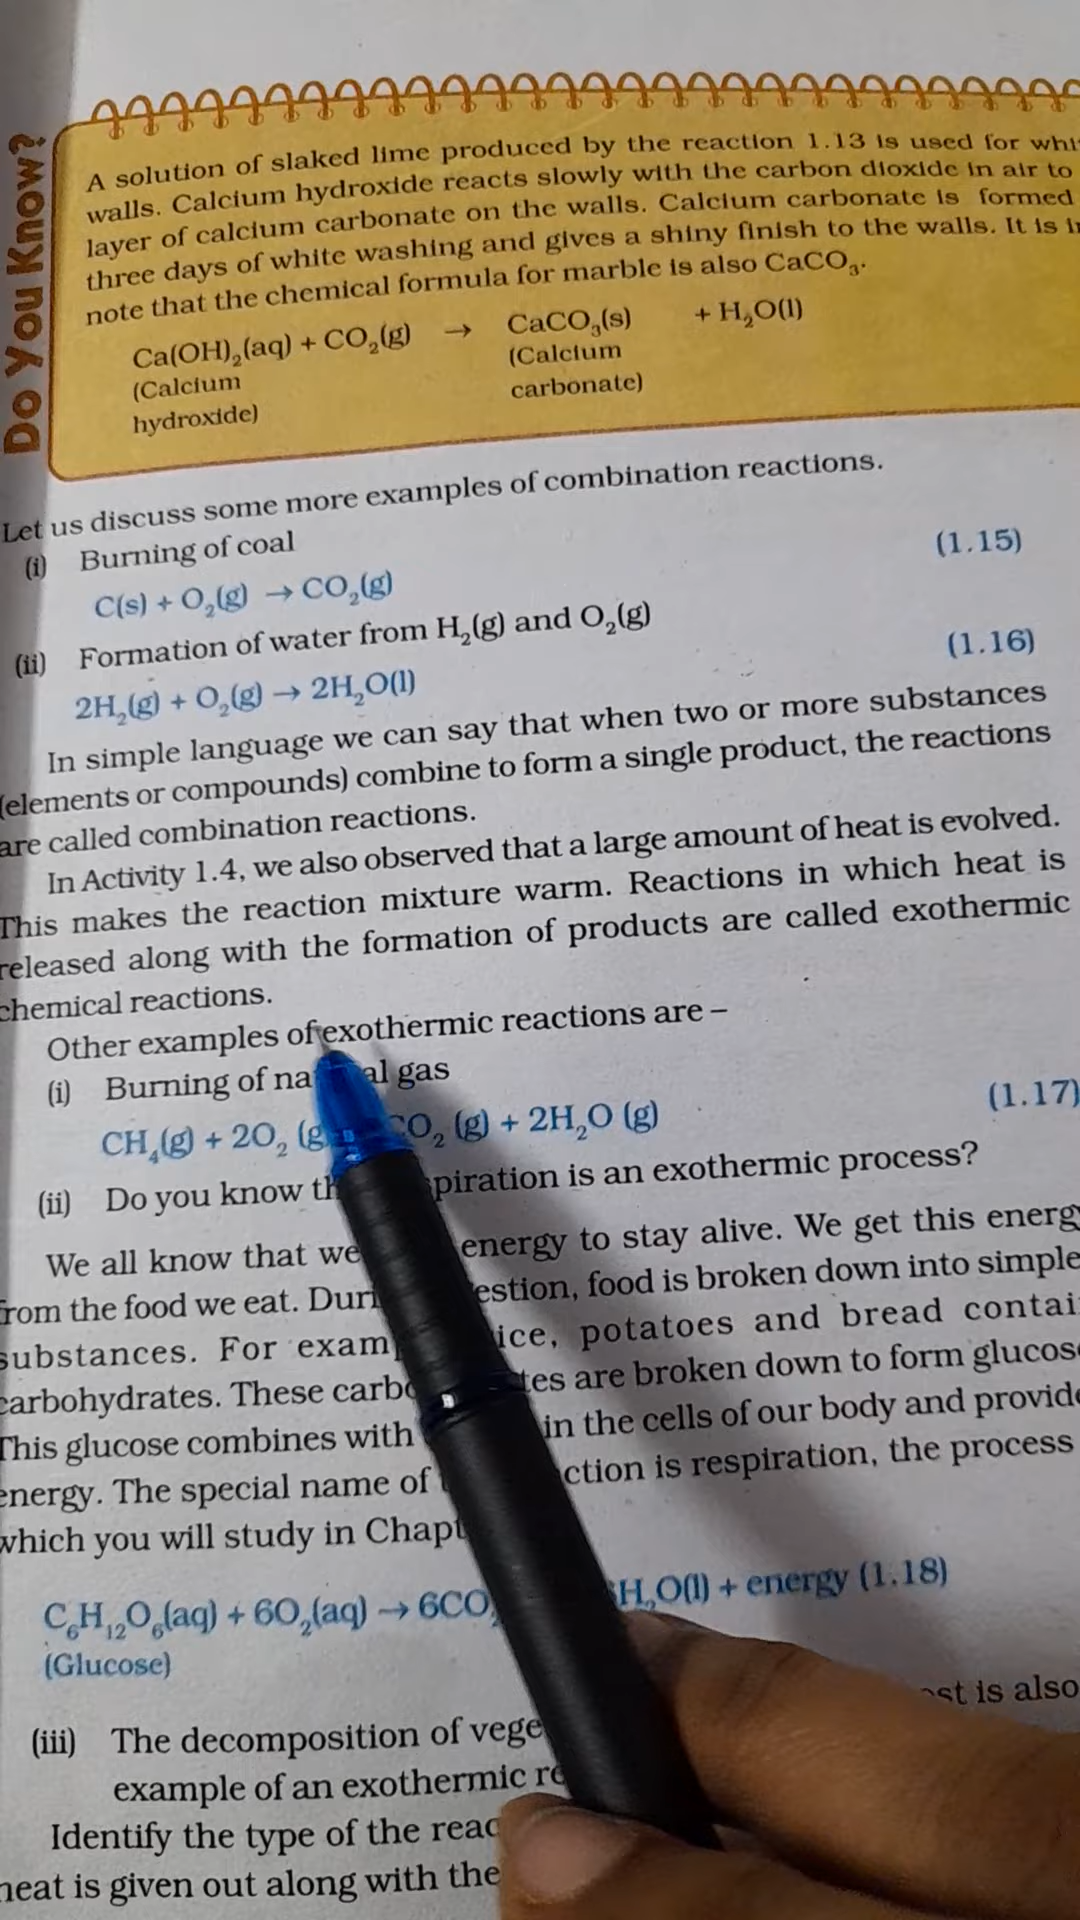 Do You Know?
A solution of slaked lime produced by the reaction 1.13 is used for
walls. Calcium hydroxide reacts slowly with the carbon dioxide in air to
layer of calcium carbonate on the walls. Calcium carbonate is formed
three days of white washing and gives a shiny finish to the walls. It is
note that the chemical formula for marble is also CaCO₃.
Ca(OH)₂(aq) + CO₂(g) → CaCO₃(s) + H₂O(l)
(Calcium (Calcium
hydroxide) carbonate)
Let us discuss some more examples of combination reactions.
(i) Burning of coal
C(s) + O₂(g) → CO₂(g) (1.15)
(ii) Formation of water from H₂(g) and O₂(g)
2H₂(g) + O₂(g) → 2H₂O(l) (1.16)
In simple language we can say that when two or more substances
(elements or compounds) combine to form a single product, the reactions
are called combination reactions.
In Activity 1.4, we also observed that a large amount of heat is evolved.
This makes the reaction mixture warm. Reactions in which heat is
released along with the formation of products are called exothermic
chemical reactions.
Other examples of exothermic reactions are –
(i) Burning of gas
CH₄(g) + 2O₂ (g CO₂ (g) + 2H₂O (g) (1.17)
(ii) Do you know piration is an exothermic process?
We all know that we energy to stay alive. We get this energy
from the food we eat. Duri estion, food is broken down into simple
substances. For exam ice, potatoes and bread contai
carbohydrates. These carbo tes are broken down to form glucose
This glucose combines with in the cells of our body and provide
energy. The special name of ction is respiration, the process
which you will study in Chapt
C₆H₁₂O₆(aq) + 6O₂(aq) → 6CO₂ H₂O(l) + energy (1.18)
(Glucose)
(iii) The decomposition of vege st is also
example of an exothermic re
Identify the type of the reac
heat is given out along with the